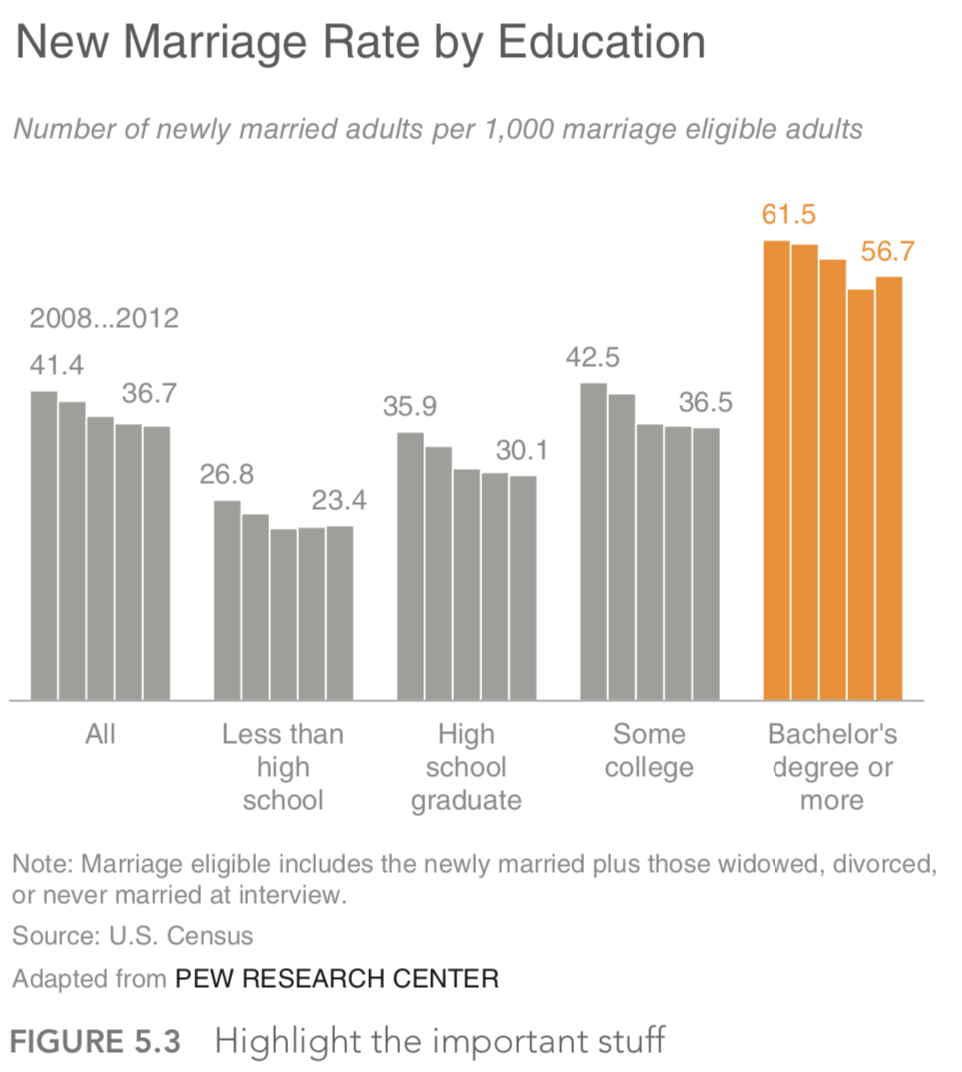 New Marriage Rate by Education
Number of newly married adults per 1,000 marriage eligible adults
2008...2012
41.4
36.7
26.8
23.4
35.9
30.1
42.5
36.5
61.5
56.7
All
Less than
high
school
High
school
graduate
Some
college
Bachelor's
degree or
more
Note: Marriage eligible includes the newly married plus those widowed, divorced,
or never married at interview.
Source: U.S. Census
Adapted from PEW RESEARCH CENTER
FIGURE 5.3 Highlight the important stuff